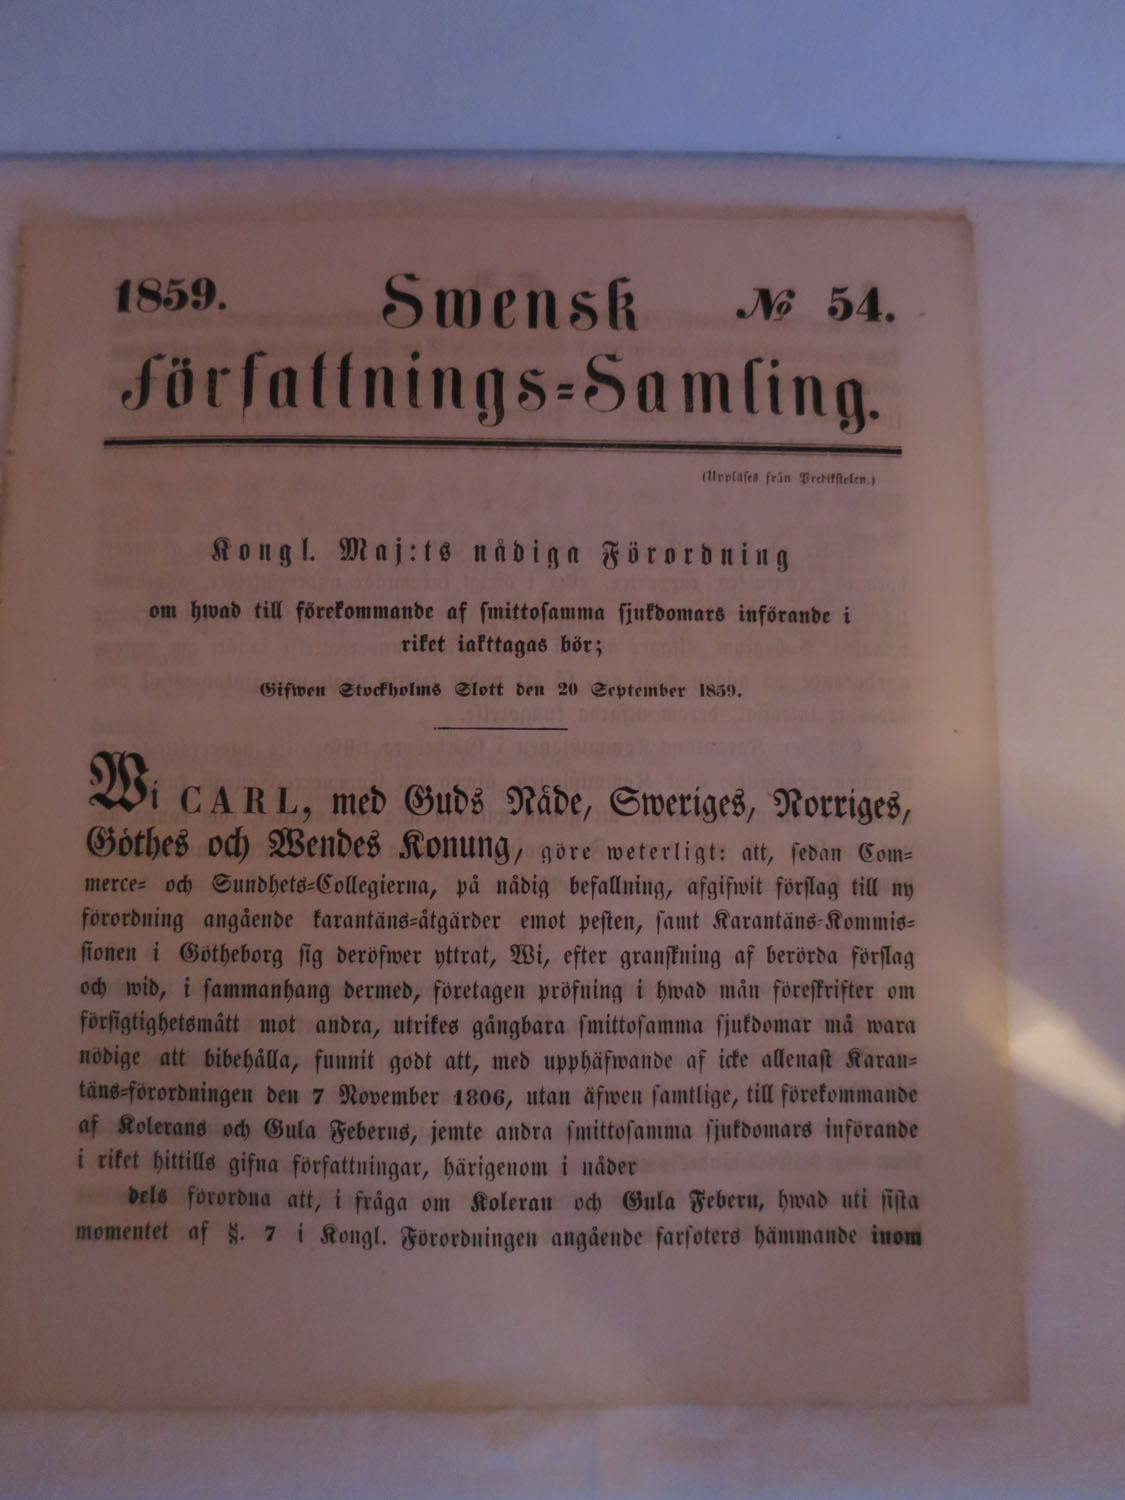 1859. Swensk № 54.
Författnings=Samling.
(Uppläses från Predikstolen.)
Kongl. Maj:ts nådiga Förordning
om hwad till förekommande af smittosamma sjukdomars införande i
riket iakttagas bör;
Gifwen Stockholms Slott den 20 September 1859.
Wi CARL, med Guds Nåde, Sweriges, Norriges,
Göthes och Wendes Konung, göre weterligt: att, sedan Com=
merce= och Sundhets=Collegierna, på nådig befallning, afgifwit förslag till ny
förordning angående karantäns=åtgärder emot pesten, samt Karantäns=Kommis=
sionen i Götheborg sig deröfwer yttrat, Wi, efter granskning af berörda förslag
och wid, i sammanhang dermed, företagen pröfning i hwad mån föreskrifter om
försigtighetsmått mot andra, utrikes gångbara smittosamma sjukdomar må wara
nödige att bibehålla, funnit godt att, med upphäfwande af icke allenast Karan=
täns=förordningen den 7 November 1806, utan äfwen samtlige, till förekommande
af Kolerans och Gula Feberns, jemte andra smittosamma sjukdomars införande
i riket hittills gifna författningar, härigenom i nåder
dels förordna att, i fråga om Koleran och Gula Febern, hwad uti sista
momentet af §. 7 i Kongl. Förordningen angående farsoters hämmande inom